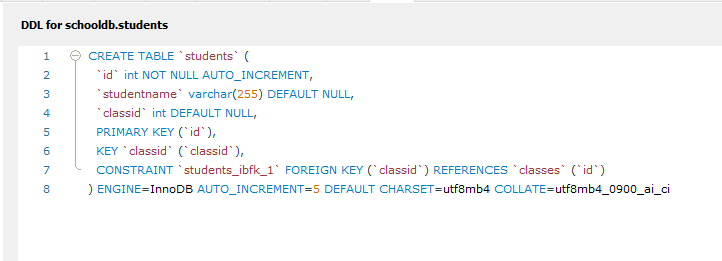 DDL for schooldb.students
1 CREATE TABLE `students` (
2 `id` int NOT NULL AUTO_INCREMENT,
3 `studentname` varchar(255) DEFAULT NULL,
4 `classid` int DEFAULT NULL,
5 PRIMARY KEY (`id`),
6 KEY `classid` (`classid`),
7 CONSTRAINT `students_ibfk_1` FOREIGN KEY (`classid`) REFERENCES `classes` (`id`)
8 ) ENGINE=InnoDB AUTO_INCREMENT=5 DEFAULT CHARSET=utf8mb4 COLLATE=utf8mb4_0900_ai_ci